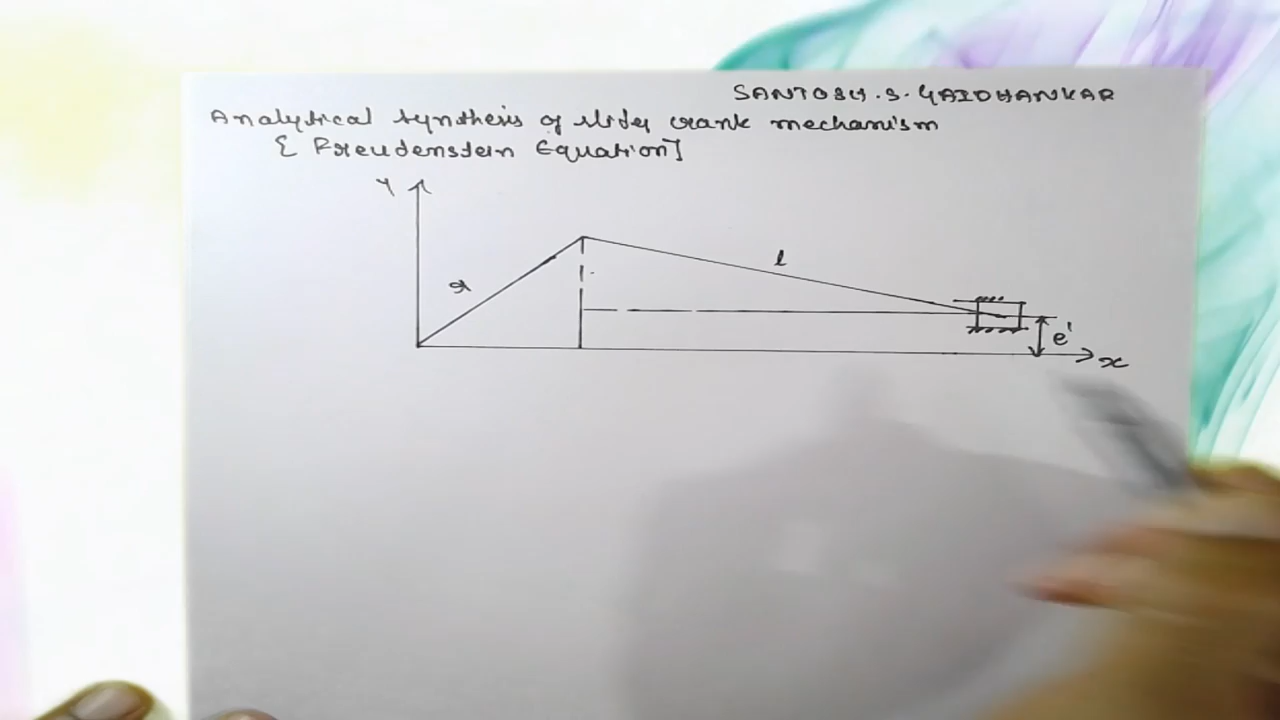 SANTOSH.S.GAIDHANKAR
Analytical synthesis of slider crank mechanism
[ Freudenstein Equation]
Y
r
l
e'
x